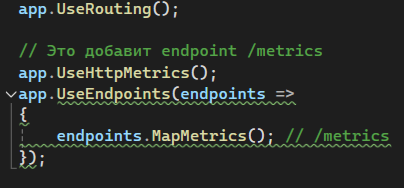 app.UseRouting();
// Это добавит endpoint /metrics
app.UseHttpMetrics();
app.UseEndpoints(endpoints =>
{
    endpoints.MapMetrics(); // /metrics
});